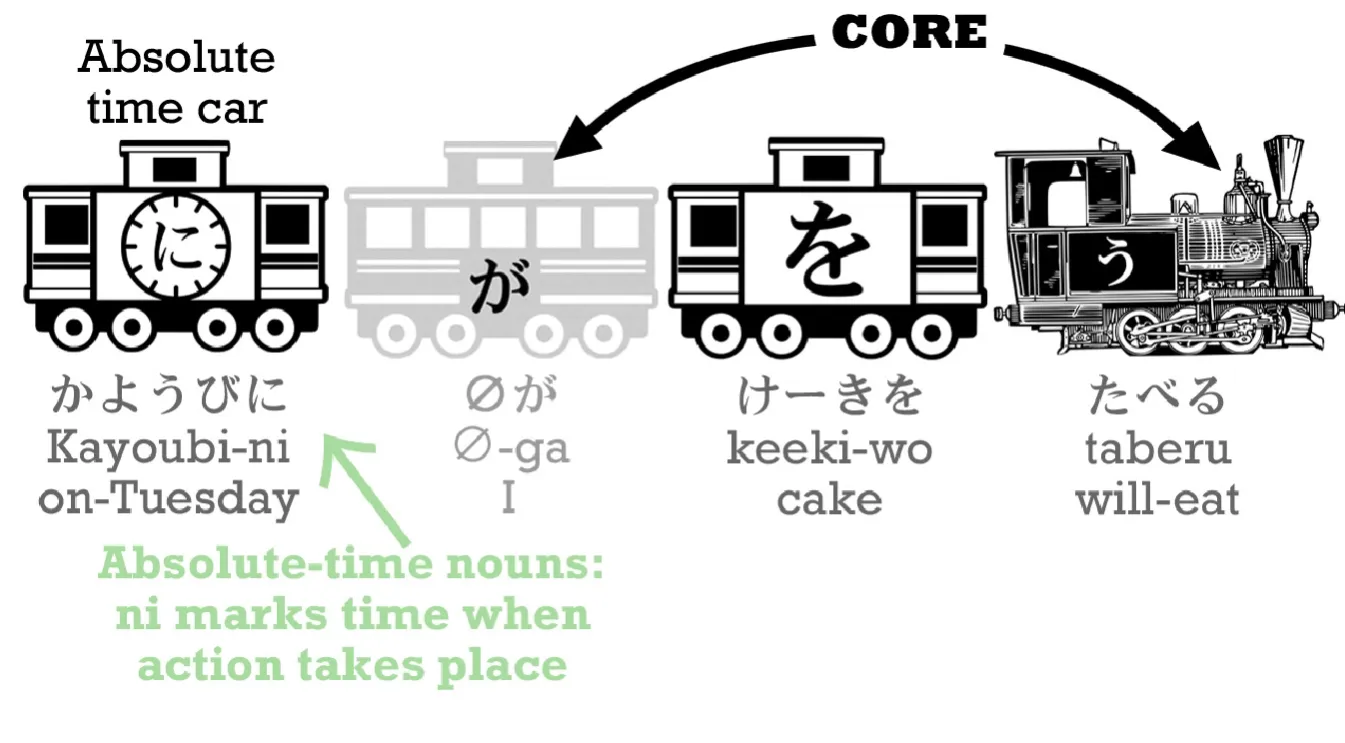 CORE
Absolute
time car
に
が
を
う
かようびに
Kayoubi-ni
on-Tuesday
∅が
∅-ga
I
けーきを
keeki-wo
cake
たべる
taberu
will-eat
Absolute-time nouns:
ni marks time when
action takes place